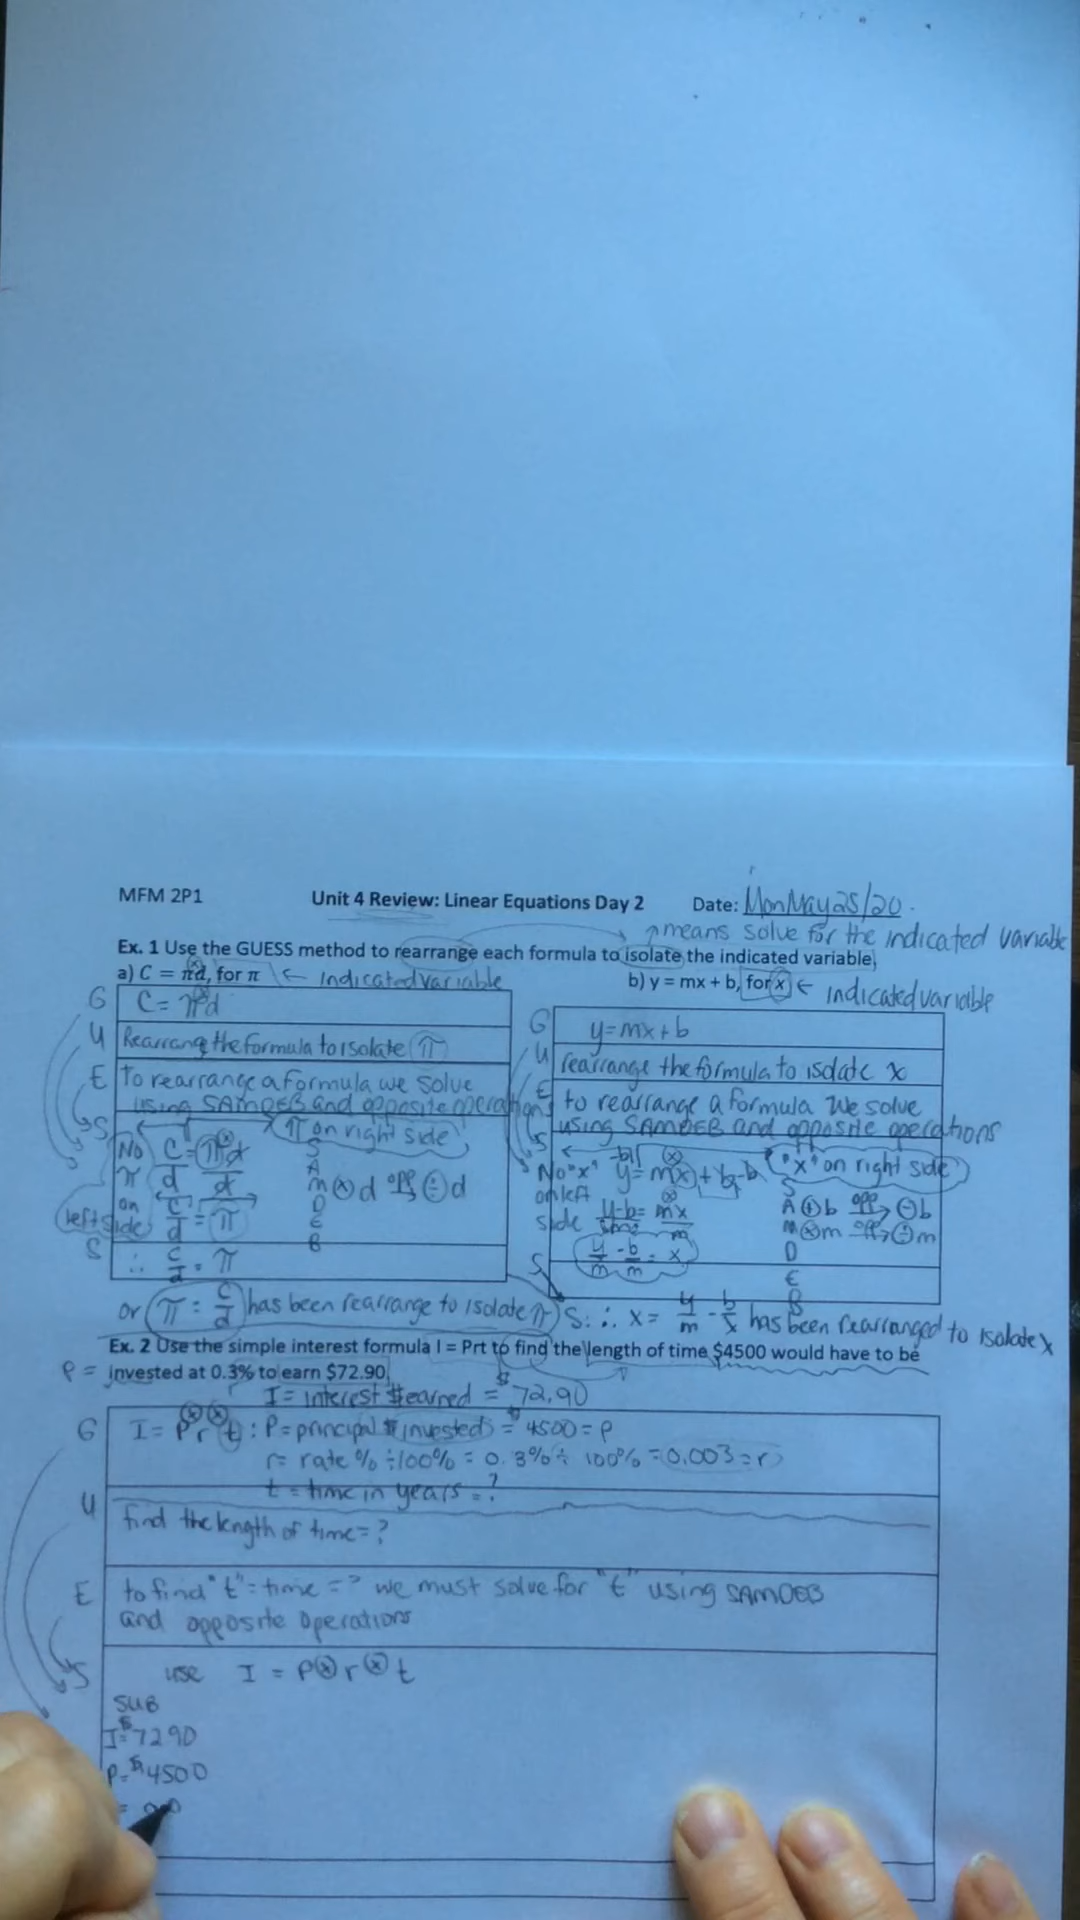 MFM 2P1 Unit 4 Review: Linear Equations Day 2 Date: Mon May 25/20.
means solve for the indicated variable
Ex. 1 Use the GUESS method to rearrange each formula to isolate the indicated variable,
a) C = πd, for π ← indicated variable
b) y = mx + b, for x ← indicated variable
G C = π⊗d
U Rearrange the formula to isolate π
E To rearrange a formula we solve
using SAMDEB and opposite operations
S π on right side
No C = π⊗d S
π d d A
on M ⊗d opp→ ÷d
left side C/d = π D
E
B
S ∴ C/d = π
or π = C/d has been rearrange to isolate π
G y = mx + b
U rearrange the formula to isolate x
E to rearrange a formula we solve
using SAMDEB and opposite operations
S "x" on right side
No "x" -b y = mx + b - b S
on left A ⊕b opp→ ⊖b
side y-b = mx M ⊗m opp→ ÷m
m m D
y/m - b/m = x E
B
S: ∴ x = y/m - b/x has been rearranged to isolate x
Ex. 2 Use the simple interest formula I = Prt to find the length of time $4500 would have to be
P = invested at 0.3% to earn $72.90.
I = interest $ earned = $72.90
G I = P⊗r⊗t : P = principal $ invested = $4500 = P
r = rate % ÷ 100% = 0.3% ÷ 100% = 0.003 = r
t = time in years = ?
U find the length of time = ?
E to find "t" = time = ? we must solve for "t" using SAMDEB
and opposite operations
S use I = P⊗r⊗t
SUB
I = $7290
P = $4500
=